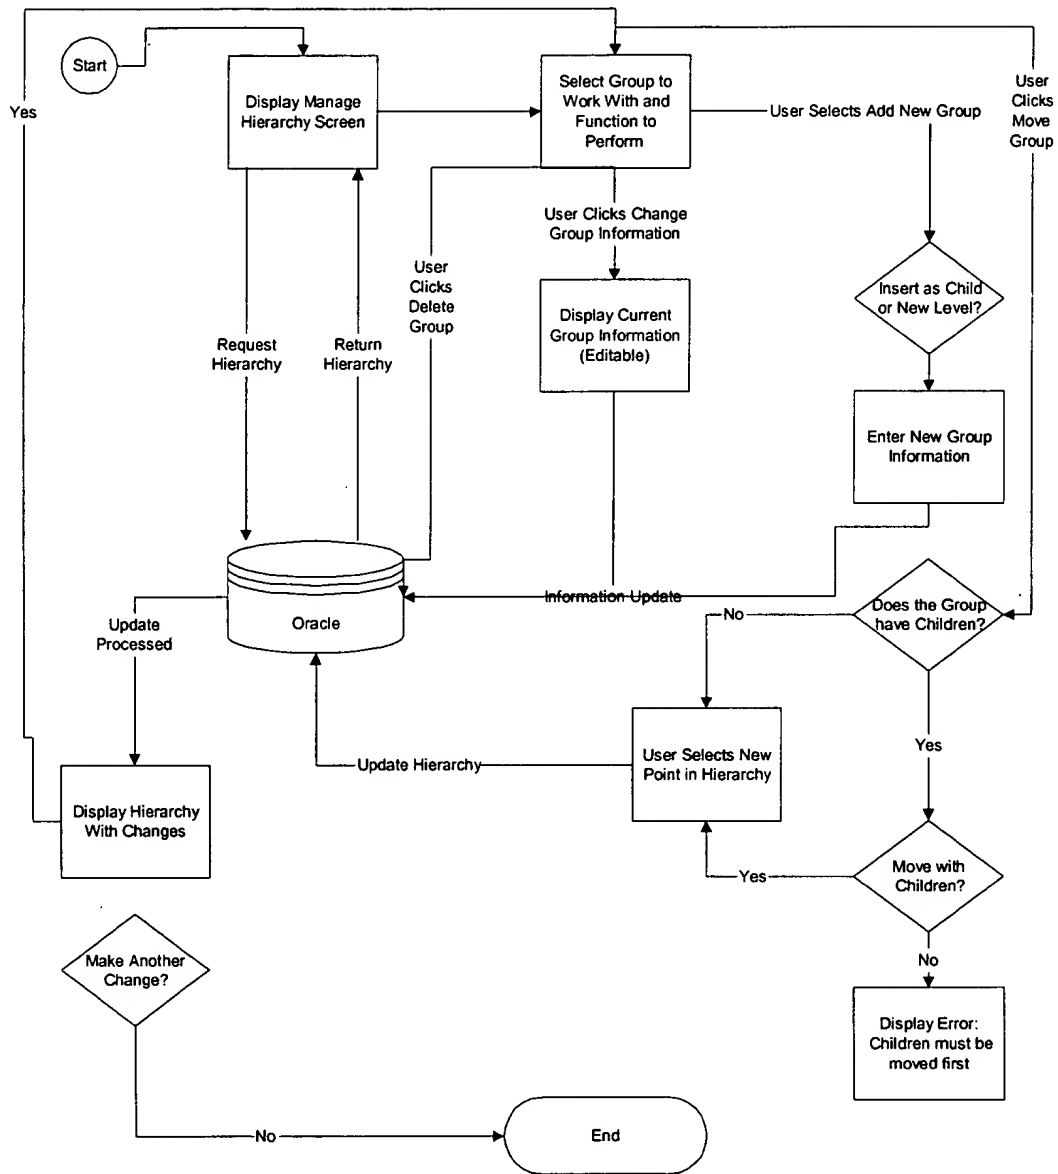 Start
Yes
Display Manage
Hierarchy Screen
Select Group to
Work With and
Function to
Perform
User Selects Add New Group
User
Clicks
Move
Group
User Clicks Change
Group Information
User
Clicks
Delete
Group
Insert as Child
or New Level?
Display Current
Group Information
(Editable)
Request
Hierarchy
Return
Hierarchy
Enter New Group
Information
Information Update
Oracle
Update
Processed
No
Does the Group
have Children?
Yes
User Selects New
Point in Hierarchy
Update Hierarchy
Display Hierarchy
With Changes
Yes
Move with
Children?
No
Make Another
Change?
Display Error:
Children must be
moved first
No
End